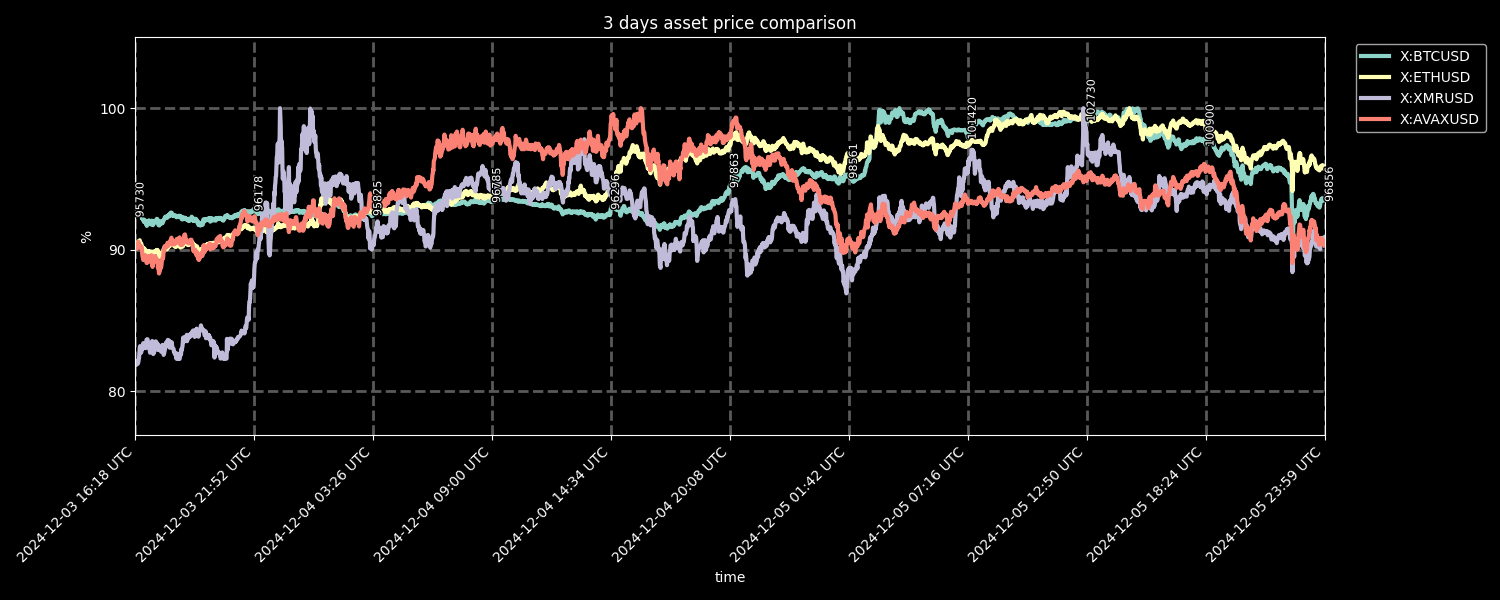 3 days asset price comparison
X:BTCUSD
X:ETHUSD
X:XMRUSD
X:AVAXUSD
100
90
80
%
95730
96178
95825
96785
96296
97863
98561
101420
102730
100900
96856
2024-12-03 16:18 UTC
2024-12-03 21:52 UTC
2024-12-04 03:26 UTC
2024-12-04 09:00 UTC
2024-12-04 14:34 UTC
2024-12-04 20:08 UTC
2024-12-05 01:42 UTC
2024-12-05 07:16 UTC
2024-12-05 12:50 UTC
2024-12-05 18:24 UTC
2024-12-05 23:59 UTC
time